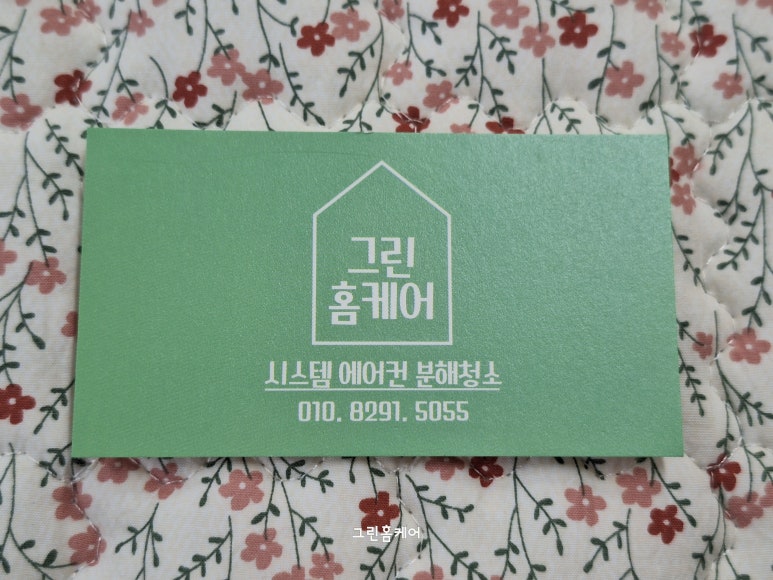 그린
홈케어
시스템 에어컨 분해청소
010. 8291. 5055
그린홈케어